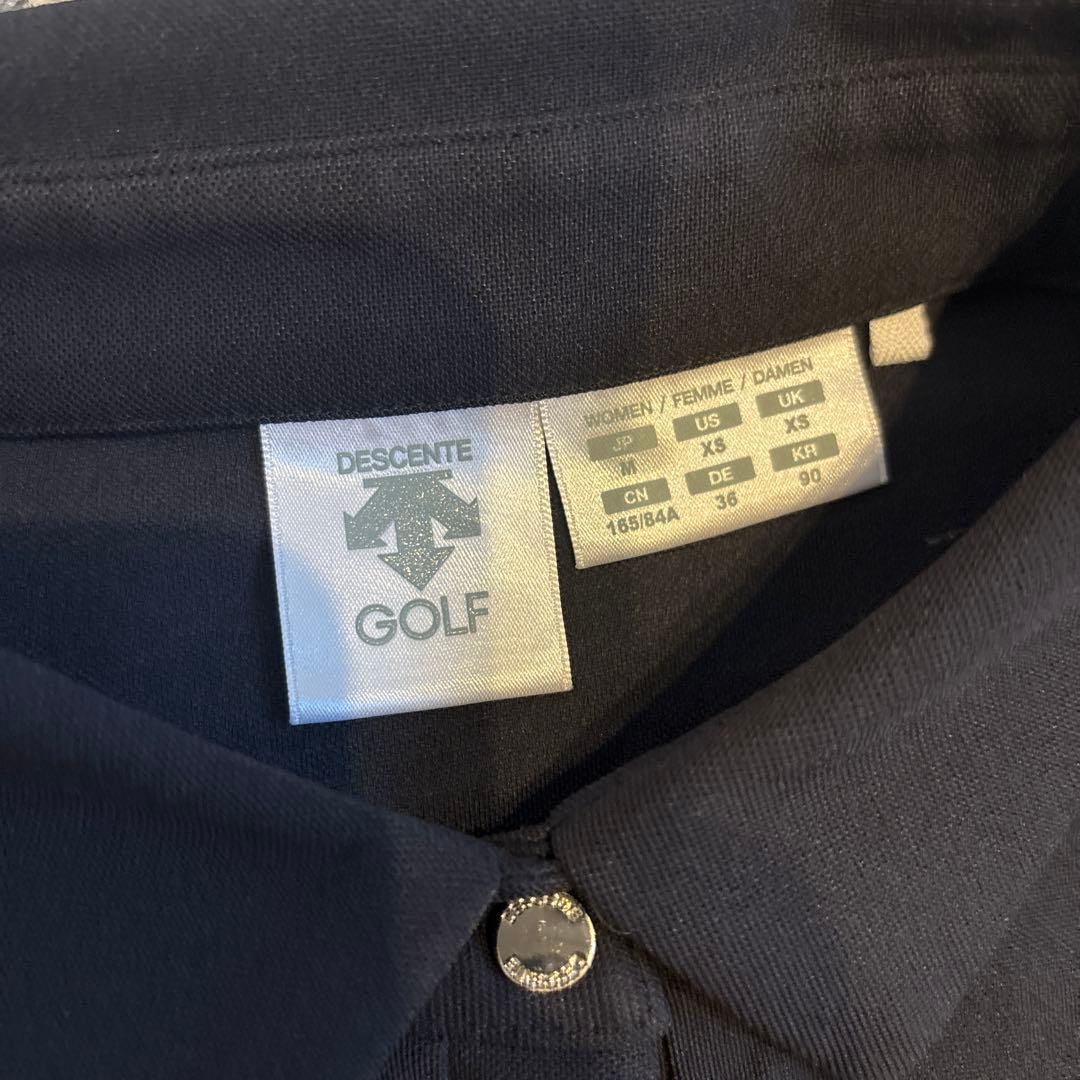 DESCENTE
GOLF
WOMEN / FEMME / DAMEN
JP US UK
M XS XS
CN DE KR
165/84A 36 90